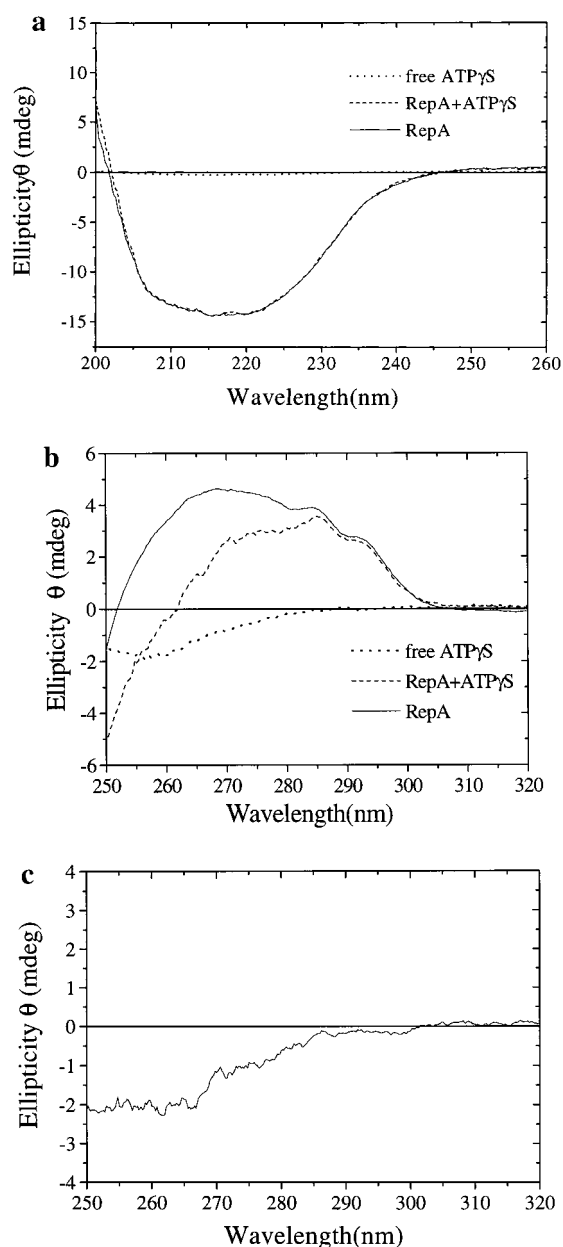 a
15
10
5
0
-5
-10
-15
200 210 220 230 240 250 260
Ellipticityθ (mdeg)
Wavelength(nm)
free ATPγS
RepA+ATPγS
RepA
b
6
4
2
0
-2
-4
-6
250 260 270 280 290 300 310 320
Ellipticity θ (mdeg)
Wavelength(nm)
free ATPγS
RepA+ATPγS
RepA
c
4
3
2
1
0
-1
-2
-3
-4
250 260 270 280 290 300 310 320
Ellipticity θ (mdeg)
Wavelength(nm)